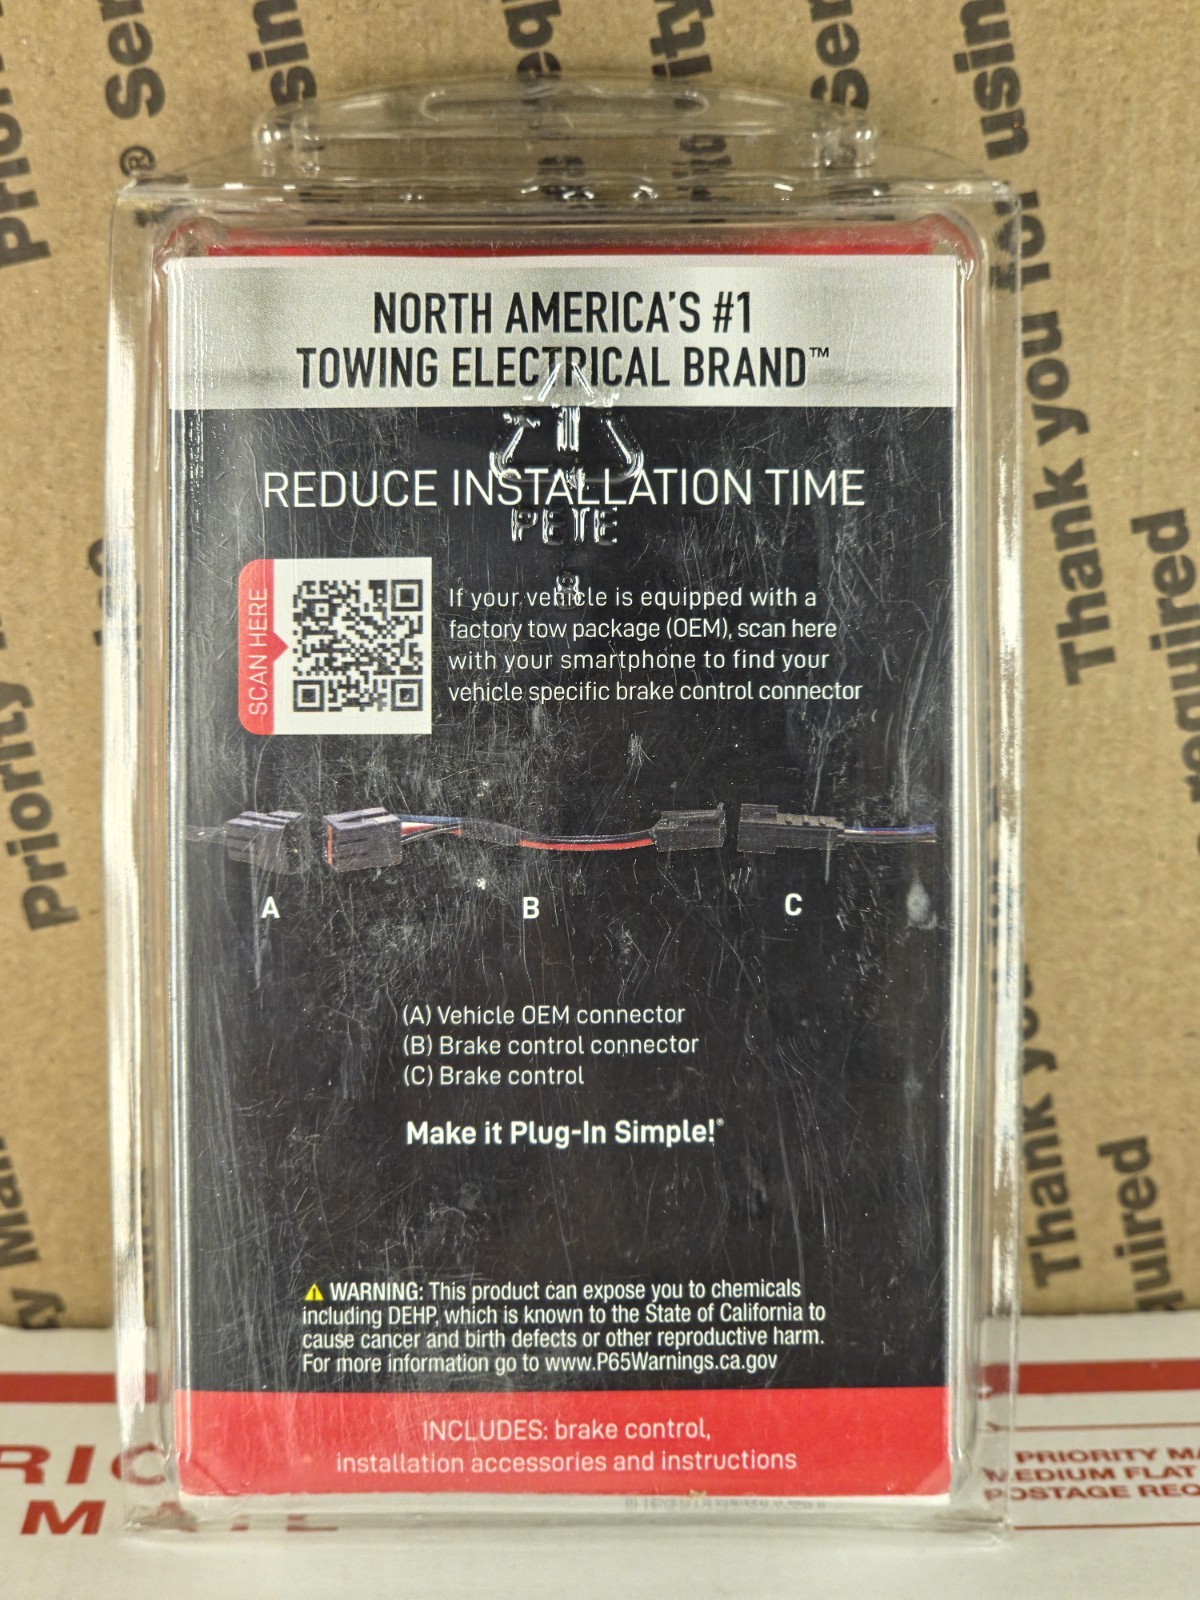 NORTH AMERICA'S #1
TOWING ELECTRICAL BRAND™
1
PETE
REDUCE INSTALLATION TIME
SCAN HERE
If your vehicle is equipped with a
factory tow package (OEM), scan here
with your smartphone to find your
vehicle specific brake control connector
A
B
C
(A) Vehicle OEM connector
(B) Brake control connector
(C) Brake control
Make it Plug-In Simple!®
WARNING: This product can expose you to chemicals
including DEHP, which is known to the State of California to
cause cancer and birth defects or other reproductive harm.
For more information go to www.P65Warnings.ca.gov
INCLUDES: brake control,
installation accessories and instructions
Priority
Thank you for usin
Thank you
quired
required
PRIORITY MA
MEDIUM FLAT
POSTAGE REQ
RIO
MAIL